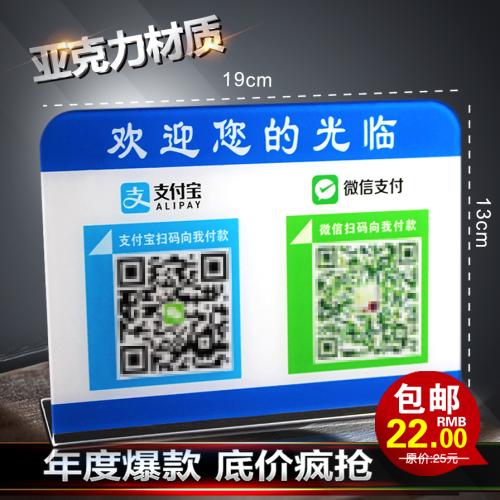 亚克力材质
19cm
13cm
欢迎您的光临
支付宝
ALIPAY
微信支付
支付宝扫码向我付款
微信扫码向我付款
包邮
RMB
22.00
原价:25元
年度爆款 底价疯抢